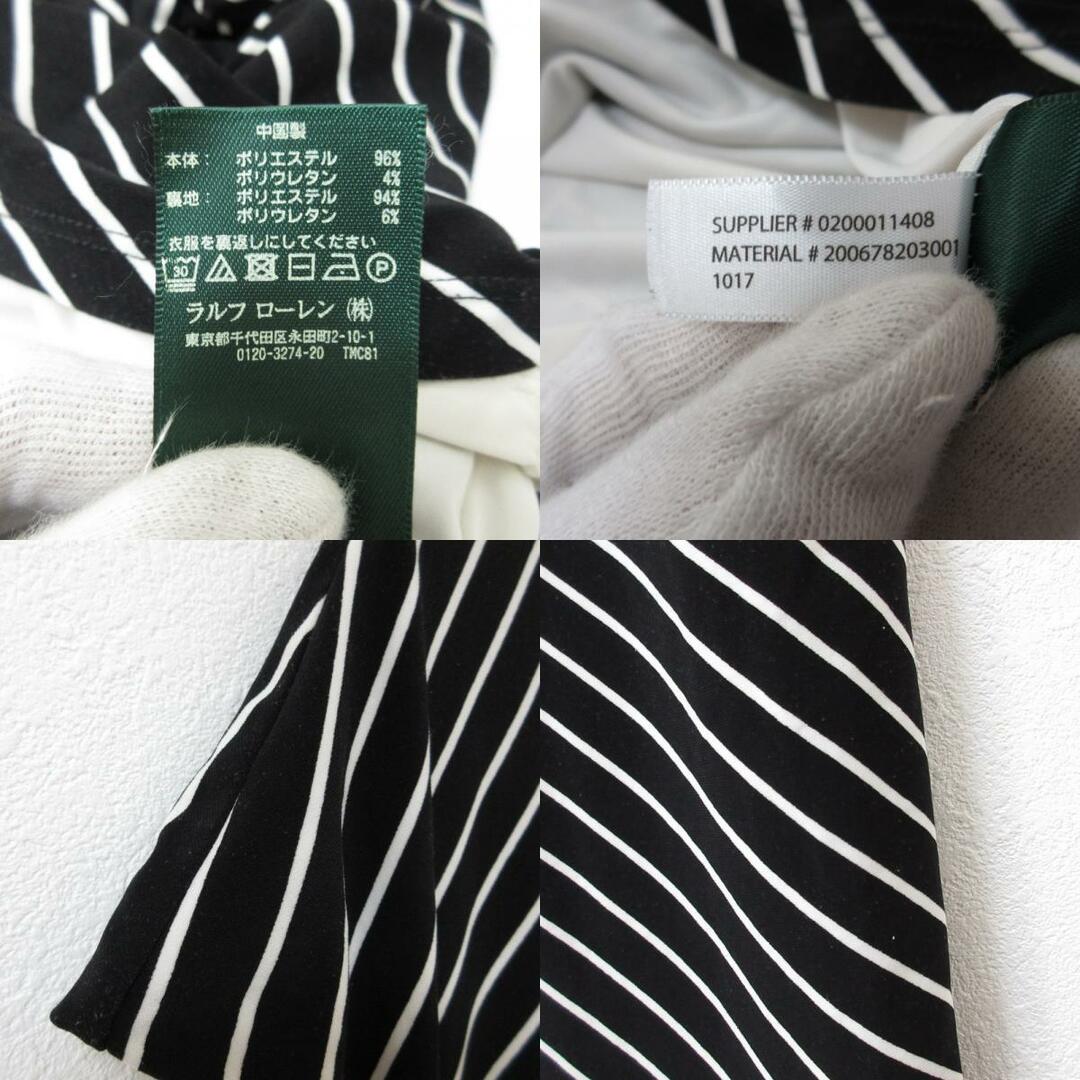 中国製
本体: ポリエステル 96%
ポリウレタン 4%
裏地 ポリエステル 94%
ポリウレタン 6%
衣服を裏返しにしてください
30 P
ラルフ ローレン (株)
東京都千代田区永田町2-10-1
0120-3274-20 TMC81
SUPPLIER # 0200011408
MATERIAL # 200678203001
1017